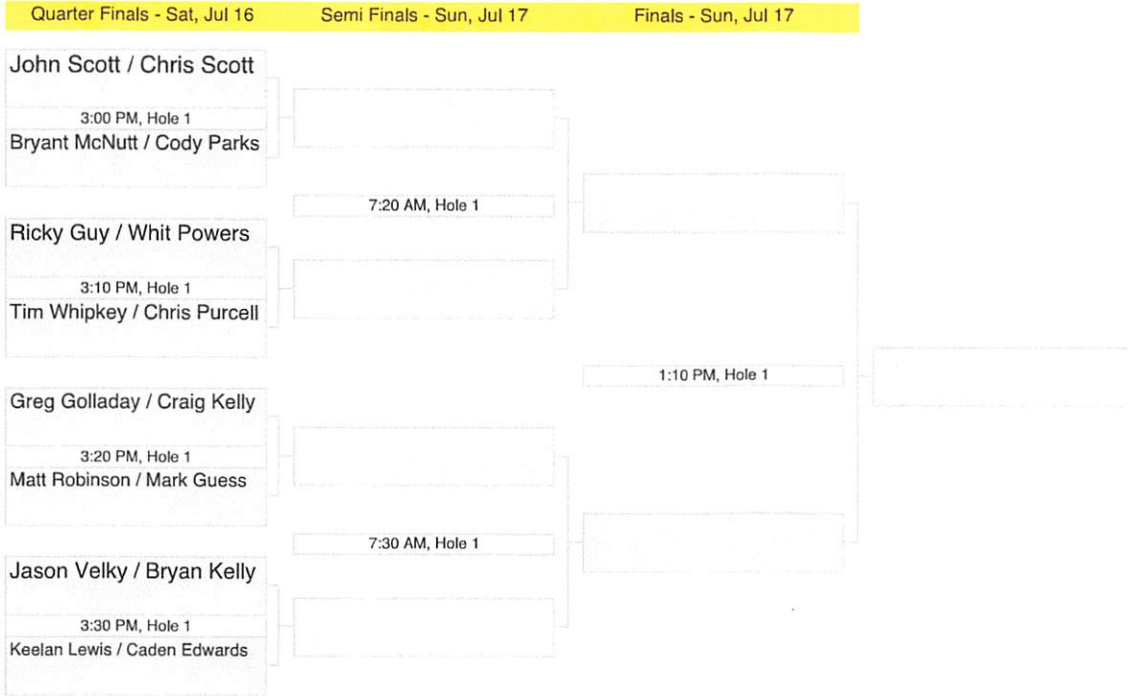 Quarter Finals - Sat, Jul 16
Semi Finals - Sun, Jul 17
Finals - Sun, Jul 17
John Scott / Chris Scott
3:00 PM, Hole 1
Bryant McNutt / Cody Parks
7:20 AM, Hole 1
Ricky Guy / Whit Powers
3:10 PM, Hole 1
Tim Whipkey / Chris Purcell
1:10 PM, Hole 1
Greg Golladay / Craig Kelly
3:20 PM, Hole 1
Matt Robinson / Mark Guess
7:30 AM, Hole 1
Jason Velky / Bryan Kelly
3:30 PM, Hole 1
Keelan Lewis / Caden Edwards